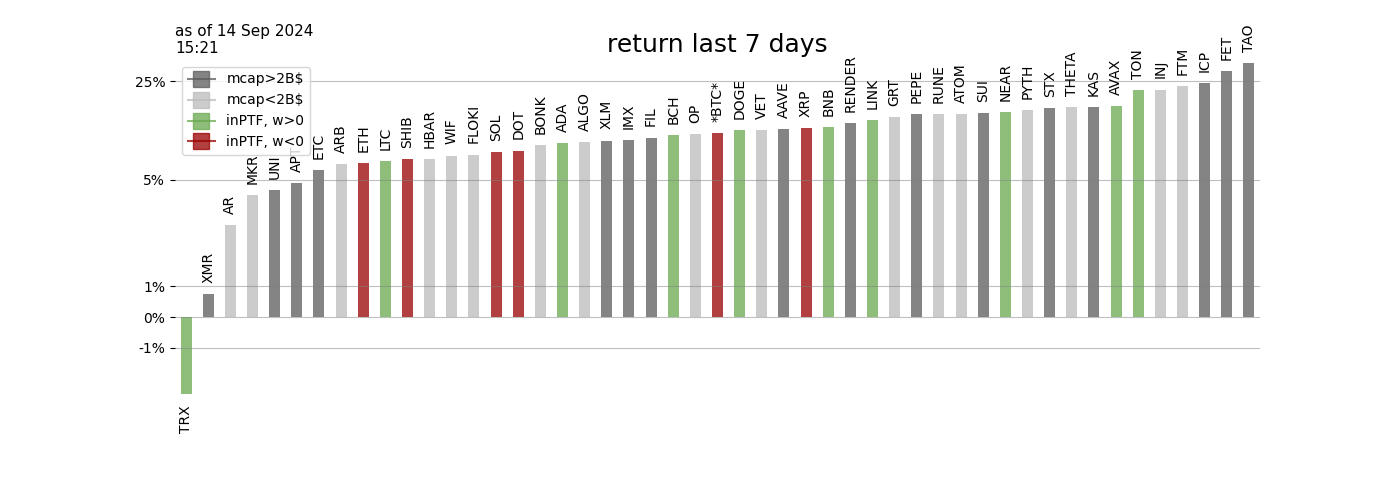 as of 14 Sep 2024
15:21
return last 7 days
mcap>2B$
mcap<2B$
inPTF, w>0
inPTF, w<0
25%
5%
1%
0%
-1%
TRX
XMR
AR
MKR
UNI
ETC
ARB
ETH
LTC
SHIB
HBAR
WIF
FLOKI
SOL
DOT
BONK
ADA
ALGO
XLM
IMX
FIL
BCH
OP
*BTC*
DOGE
VET
AAVE
XRP
BNB
RENDER
LINK
GRT
PEPE
RUNE
ATOM
SUI
NEAR
PYTH
STX
THETA
KAS
AVAX
TON
INJ
FTM
ICP
FET
TAO